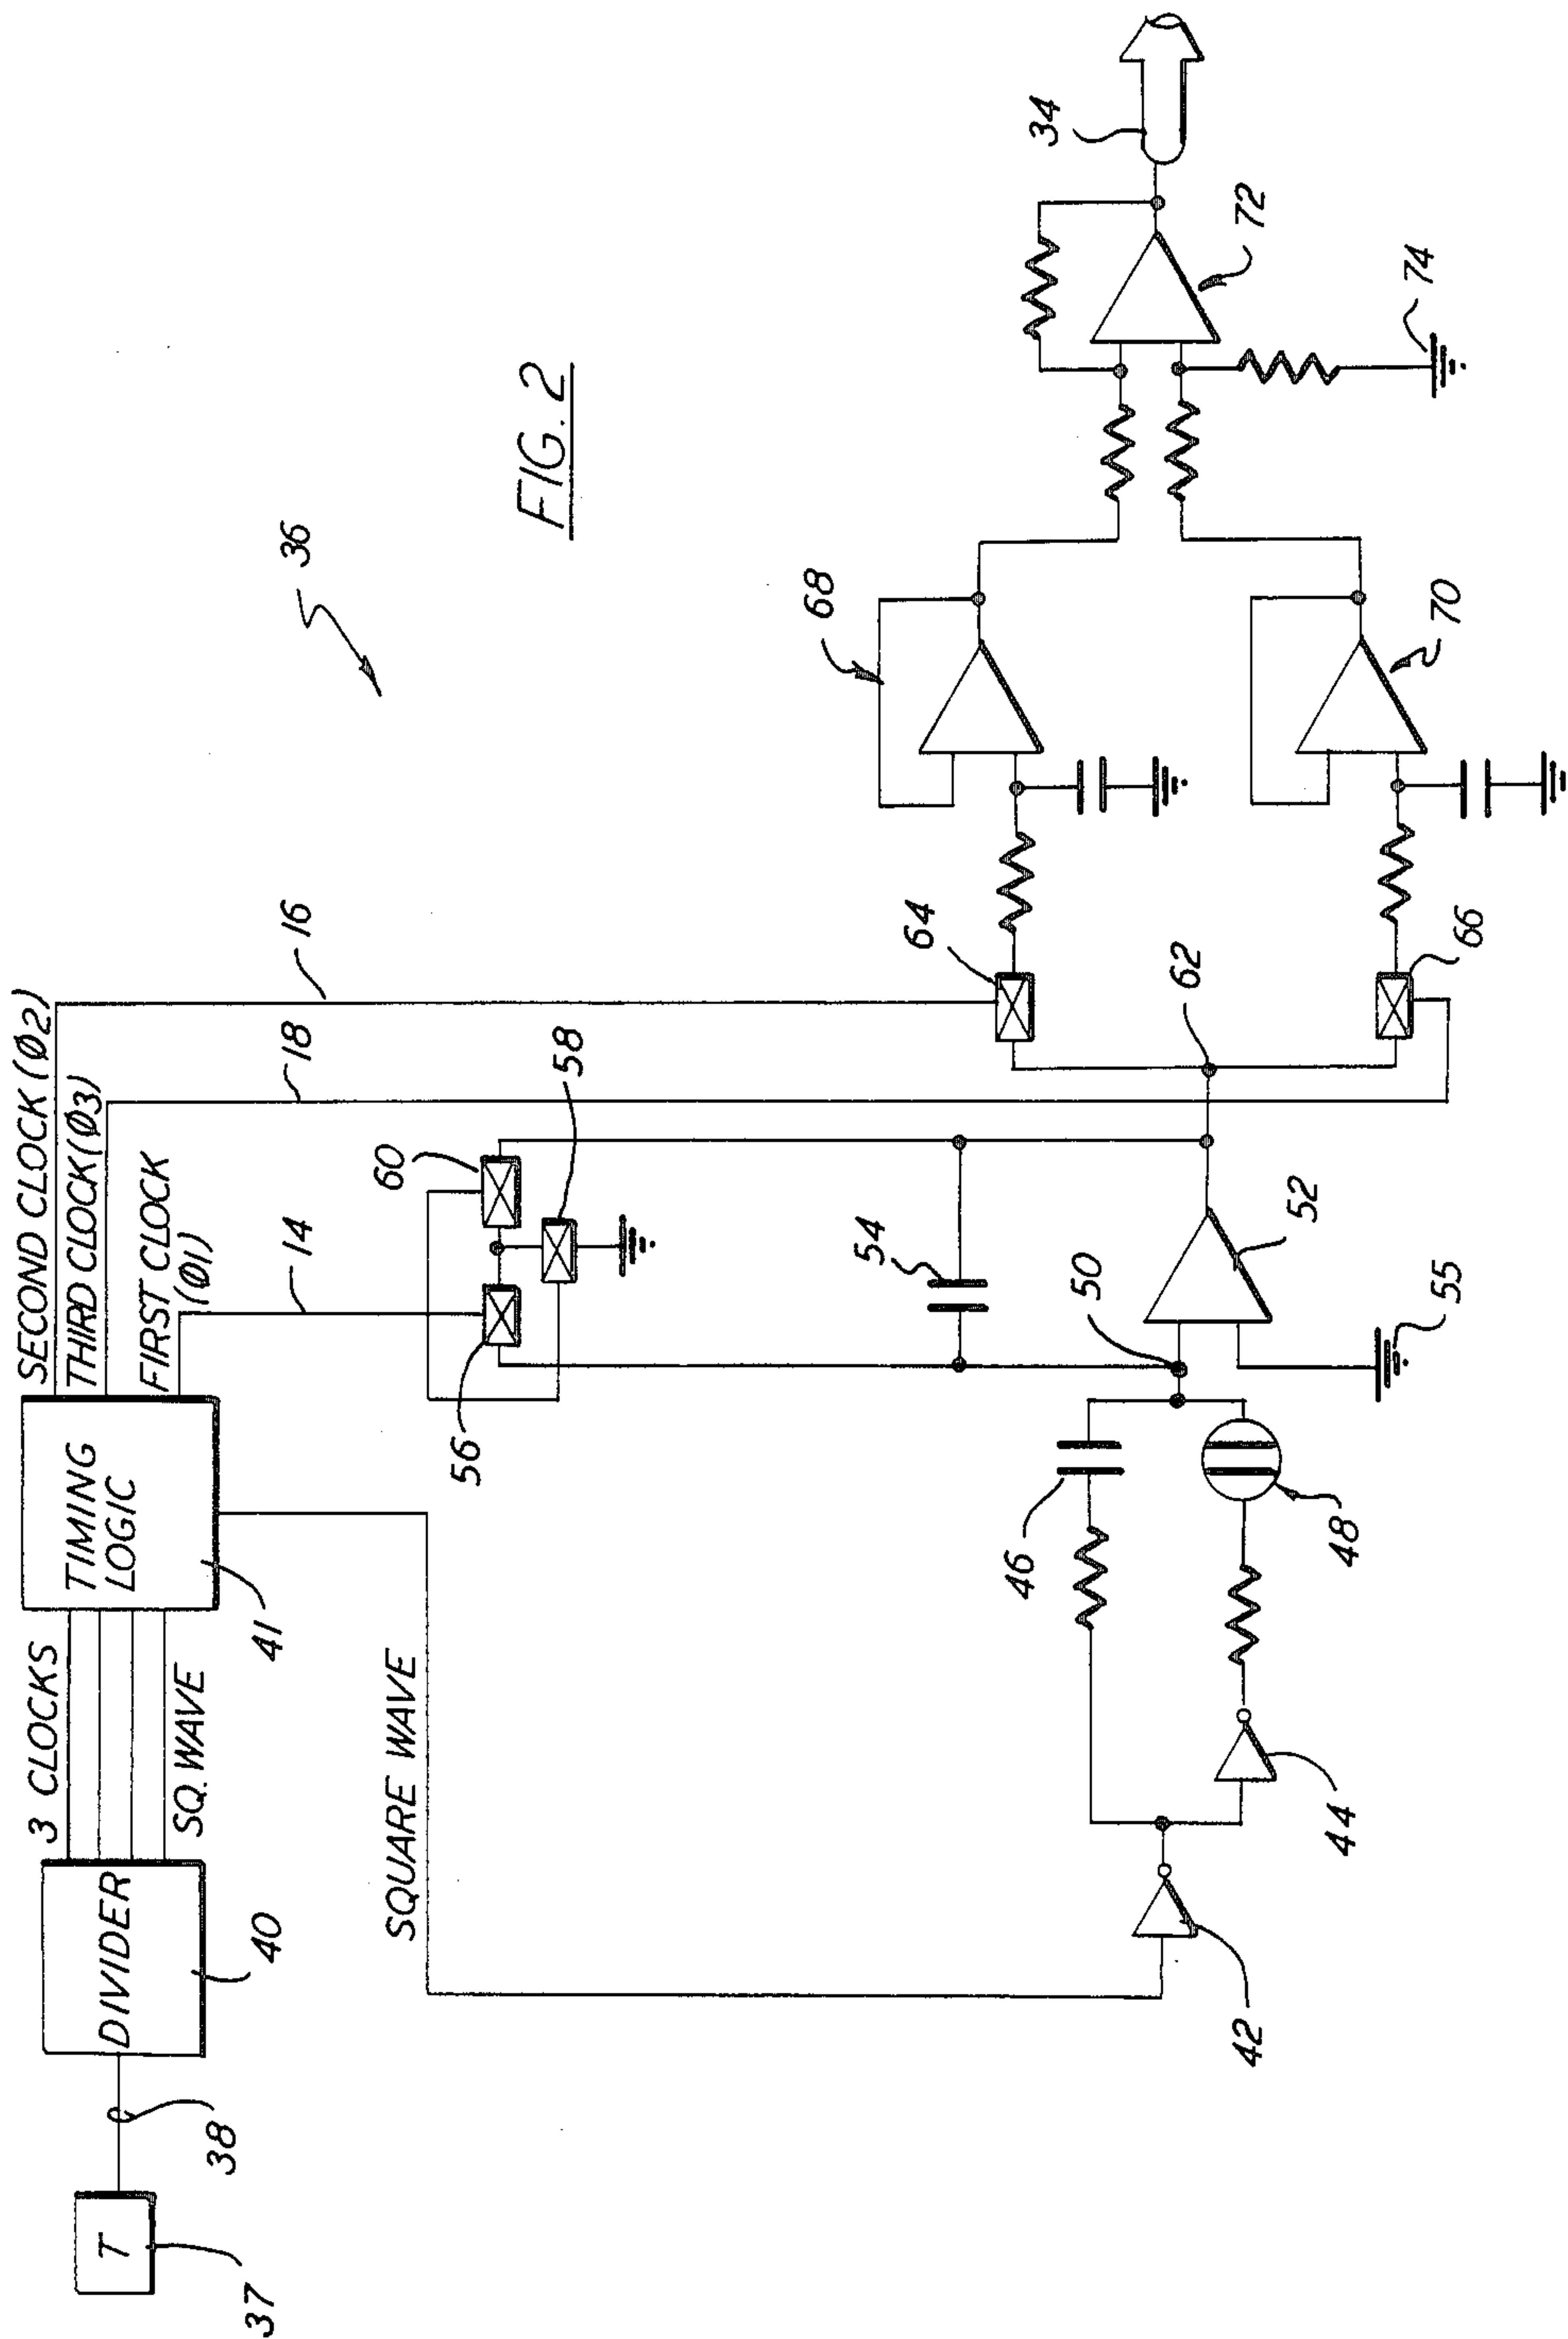 FIG. 2
36
T
37
38
DIVIDER
40
3 CLOCKS
SQ. WAVE
TIMING
LOGIC
41
SECOND CLOCK (Ø2)
THIRD CLOCK (Ø3)
FIRST CLOCK
(Ø1)
14
16
18
SQUARE WAVE
42
44
46
48
50
52
54
55
56
58
60
62
64
66
68
70
72
74
34